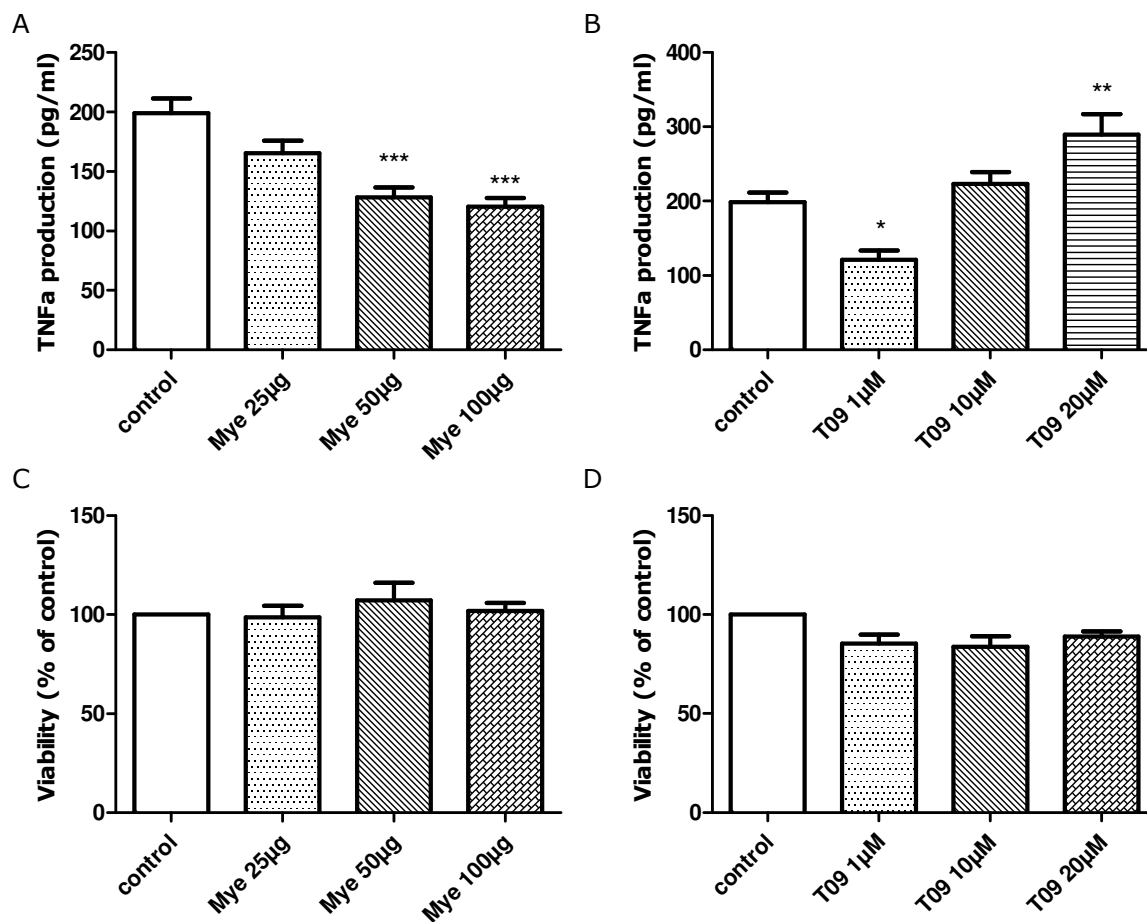 A
TNFa production (pg/ml)
250
200
150
100
50
0
***
***
control
Mye 25µg
Mye 50µg
Mye 100µg
B
TNFa production (pg/ml)
400
300
200
100
0
*
**
control
T09 1µM
T09 10µM
T09 20µM
C
Viability (% of control)
150
100
50
0
control
Mye 25µg
Mye 50µg
Mye 100µg
D
Viability (% of control)
150
100
50
0
control
T09 1µM
T09 10µM
T09 20µM